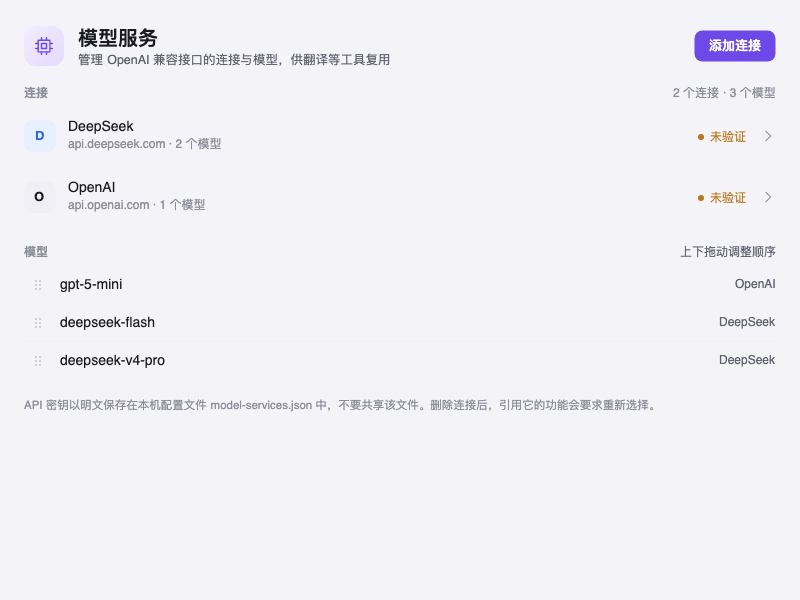 模型服务
管理 OpenAI 兼容接口的连接与模型，供翻译等工具复用
添加连接
连接
2 个连接 · 3 个模型
D
DeepSeek
api.deepseek.com · 2 个模型
未验证
O
OpenAI
api.openai.com · 1 个模型
未验证
模型
上下拖动调整顺序
gpt-5-mini
OpenAI
deepseek-flash
DeepSeek
deepseek-v4-pro
DeepSeek
API 密钥以明文保存在本机配置文件 model-services.json 中，不要共享该文件。删除连接后，引用它的功能会要求重新选择。